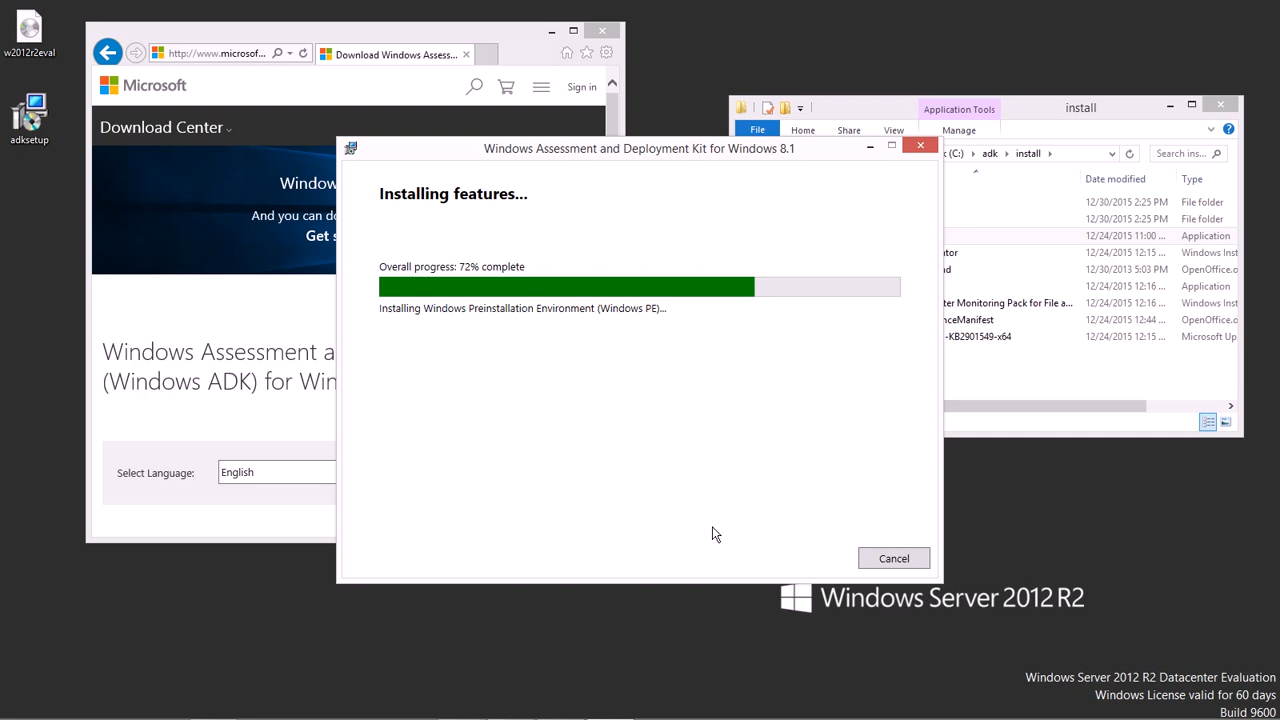 w2012r2eval
adksetup
http://www.microsof...
Download Windows Assess...
Microsoft
Sign in
Download Center
Window
And you can do
Get s
Windows Assessment a
(Windows ADK) for Win
Select Language:
English
Windows Assessment and Deployment Kit for Windows 8.1
Installing features...
Overall progress: 72% complete
Installing Windows Preinstallation Environment (Windows PE)...
Cancel
Application Tools
install
File
Home
Share
View
Manage
k (C:)
adk
install
Search ins...
Date modified
Type
12/30/2015 2:25 PM
File folder
12/30/2015 2:25 PM
File folder
12/24/2015 11:00 ...
Application
tor
12/24/2015 12:15 ...
Windows Inst
nd
12/30/2013 5:03 PM
OpenOffice.o
12/24/2015 12:16 ...
Application
ter Monitoring Pack for File a...
12/24/2015 12:16 ...
Windows Inst
nceManifest
12/24/2015 12:44 ...
OpenOffice.o
-KB2901549-x64
12/24/2015 12:15 ...
Microsoft Up
Windows Server 2012 R2
Windows Server 2012 R2 Datacenter Evaluation
Windows License valid for 60 days
Build 9600